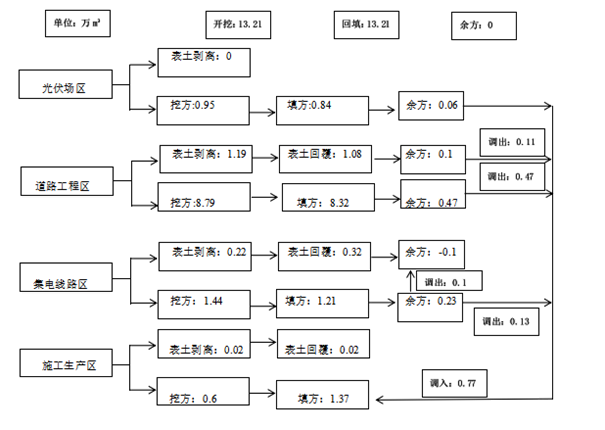 单位：万 m³
开挖：13.21
回填：13.21
余方：0
表土剥离：0
光伏场区
挖方:0.95
填方:0.84
余方：0.06
调出：0.11
表土剥离：1.19
表土回覆：1.08
余方：0.1
调出：0.47
道路工程区
挖方:8.79
填方：8.32
余方：0.47
表土剥离：0.22
表土回覆：0.32
余方：-0.1
调出：0.1
集电线路区
挖方：1.44
填方：1.21
余方：0.23
调出：0.13
表土剥离：0.02
表土回覆：0.02
施工生产区
调入：0.77
挖方：0.6
填方：1.37